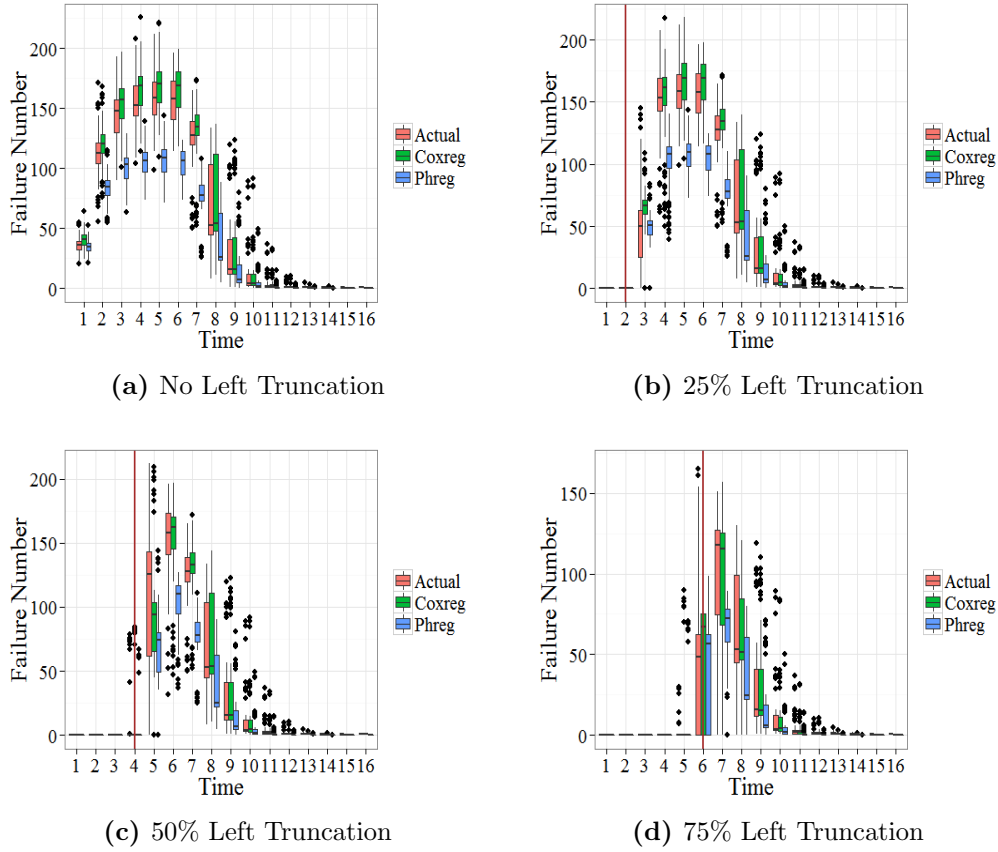 200
150
100
50
0
Failure Number
1 2 3 4 5 6 7 8 9 10 11 12 13 14 15 16
Time
Actual
Coxreg
Phreg
(a) No Left Truncation
200
150
100
50
0
Failure Number
1 2 3 4 5 6 7 8 9 10 11 12 13 14 15 16
Time
Actual
Coxreg
Phreg
(b) 25% Left Truncation
200
150
100
50
0
Failure Number
1 2 3 4 5 6 7 8 9 10 11 12 13 14 15 16
Time
Actual
Coxreg
Phreg
(c) 50% Left Truncation
150
100
50
0
Failure Number
1 2 3 4 5 6 7 8 9 10 11 12 13 14 15 16
Time
Actual
Coxreg
Phreg
(d) 75% Left Truncation